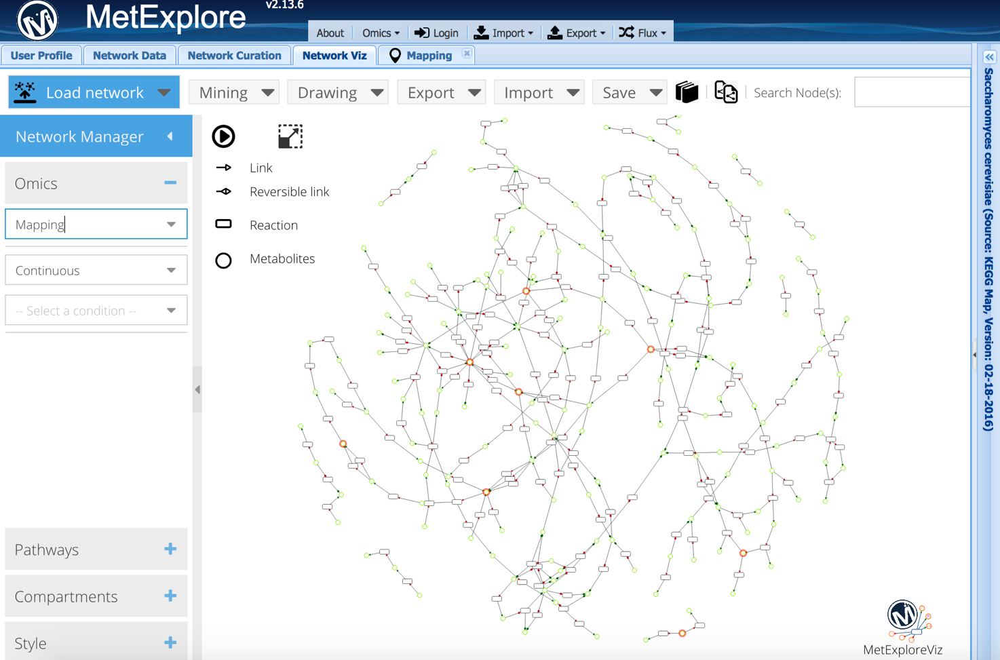 v2.13.6
MetExplore
About Omics Login Import Export Flux
User Profile Network Data Network Curation Network Viz Mapping
Load network Mining Drawing Export Import Save Search Node(s):
Network Manager
Omics
Mapping
Continuous
-- Select a condition --
Pathways
Compartments
Style
Link
Reversible link
Reaction
Metabolites
Saccharomyces cerevisiae (Source: KEGG Map, Version: 02-18-2016)
MetExploreViz